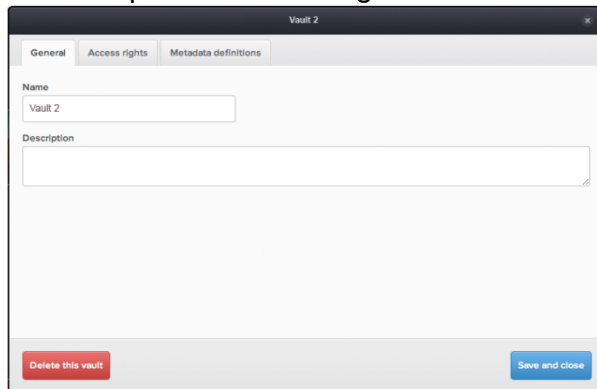 Vault 2
General Access rights Metadata definitions
Name
Vault 2
Description
Delete this vault Save and close